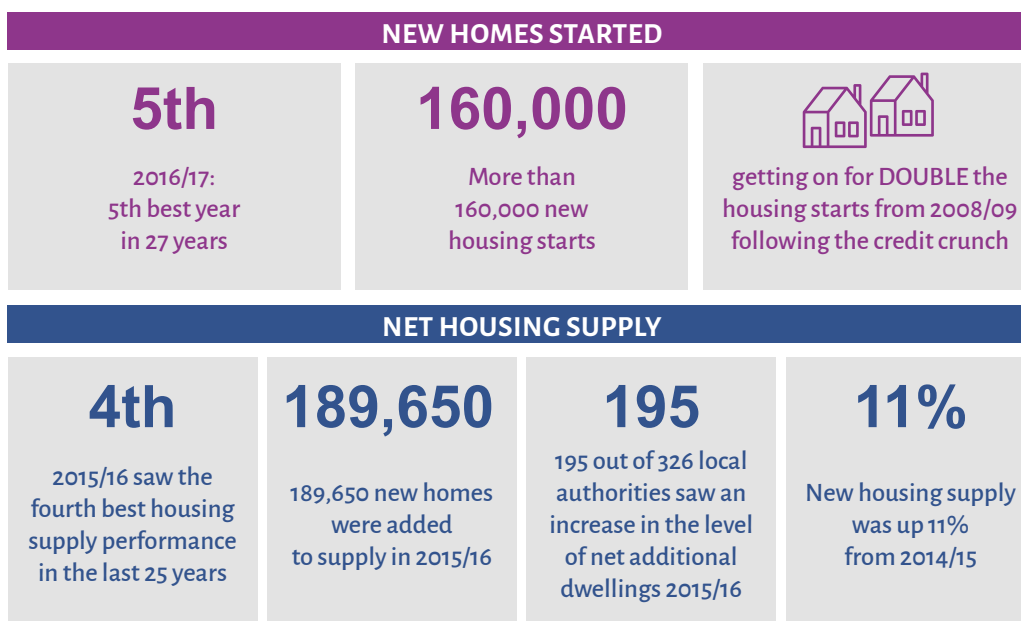 NEW HOMES STARTED
5th
2016/17:
5th best year
in 27 years
160,000
More than
160,000 new
housing starts
getting on for DOUBLE the
housing starts from 2008/09
following the credit crunch
NET HOUSING SUPPLY
4th
2015/16 saw the
fourth best housing
supply performance
in the last 25 years
189,650
189,650 new homes
were added
to supply in 2015/16
195
195 out of 326 local
authorities saw an
increase in the level
of net additional
dwellings 2015/16
11%
New housing supply
was up 11%
from 2014/15